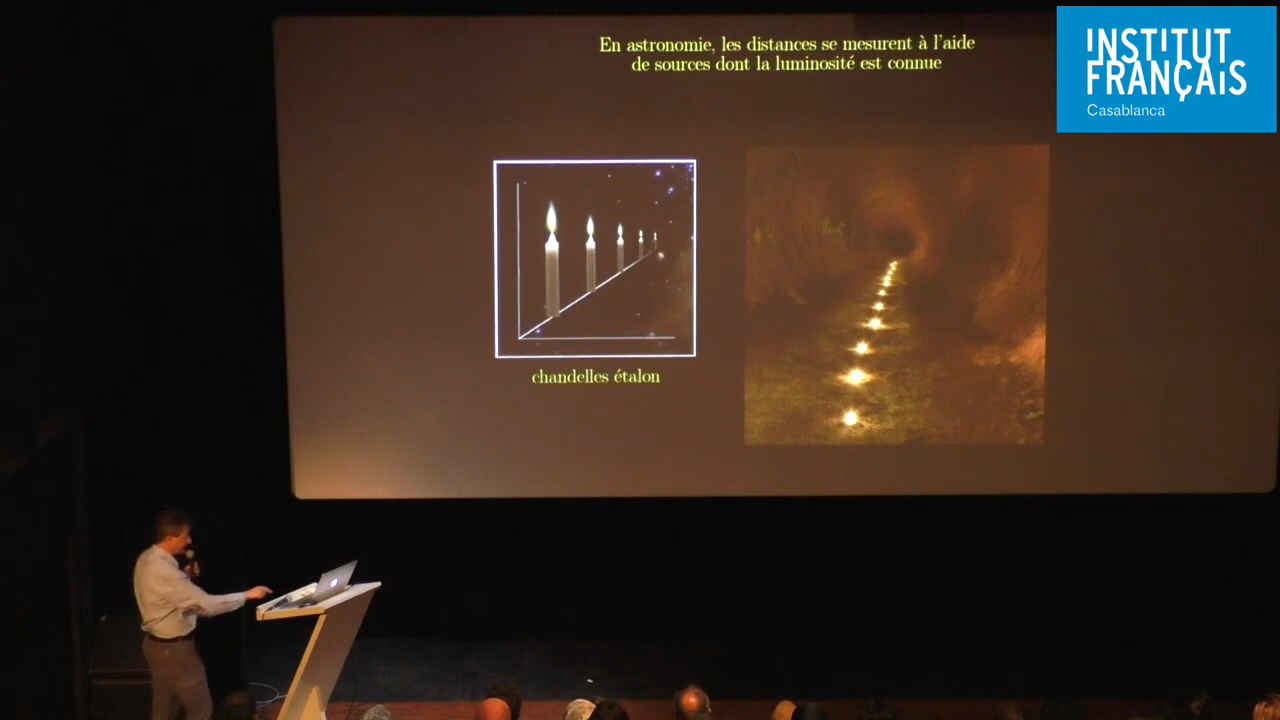 En astronomie, les distances se mesurent à l'aide
de sources dont la luminosité est connue
chandelles étalon
INSTITUT
FRANÇAIS
Casablanca